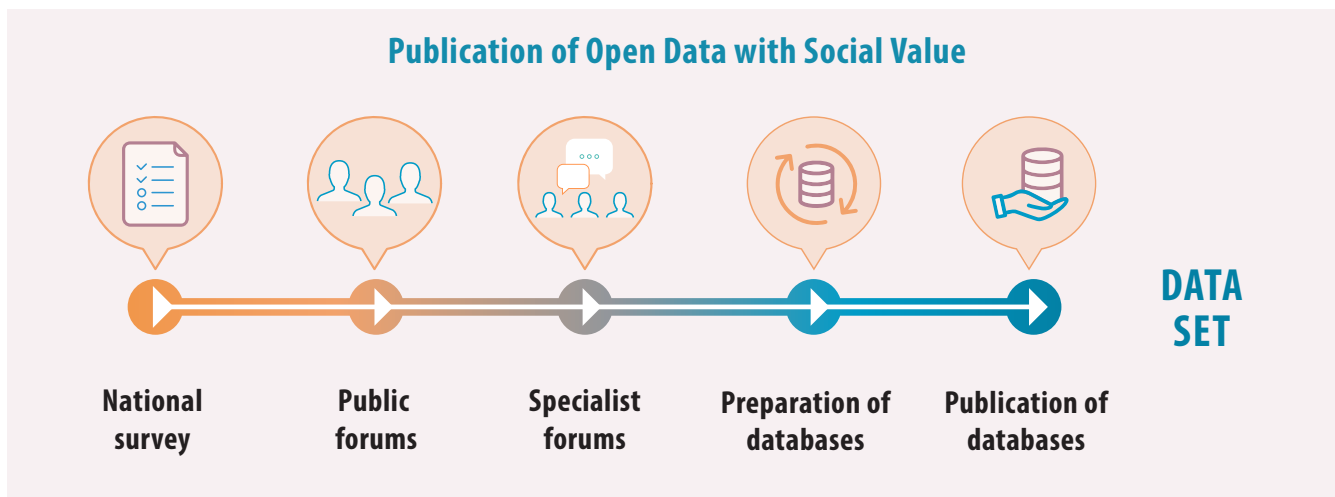 Publication of Open Data with Social Value
DATA
SET
National
survey
Public
forums
Specialist
forums
Preparation of
databases
Publication of
databases